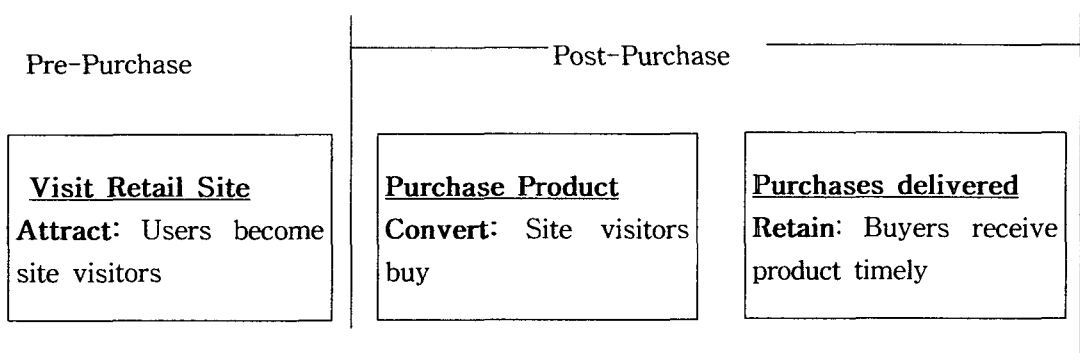 Pre-Purchase
Post-Purchase
Visit Retail Site
Attract: Users become
site visitors
Purchase Product
Convert: Site visitors
buy
Purchases delivered
Retain: Buyers receive
product timely